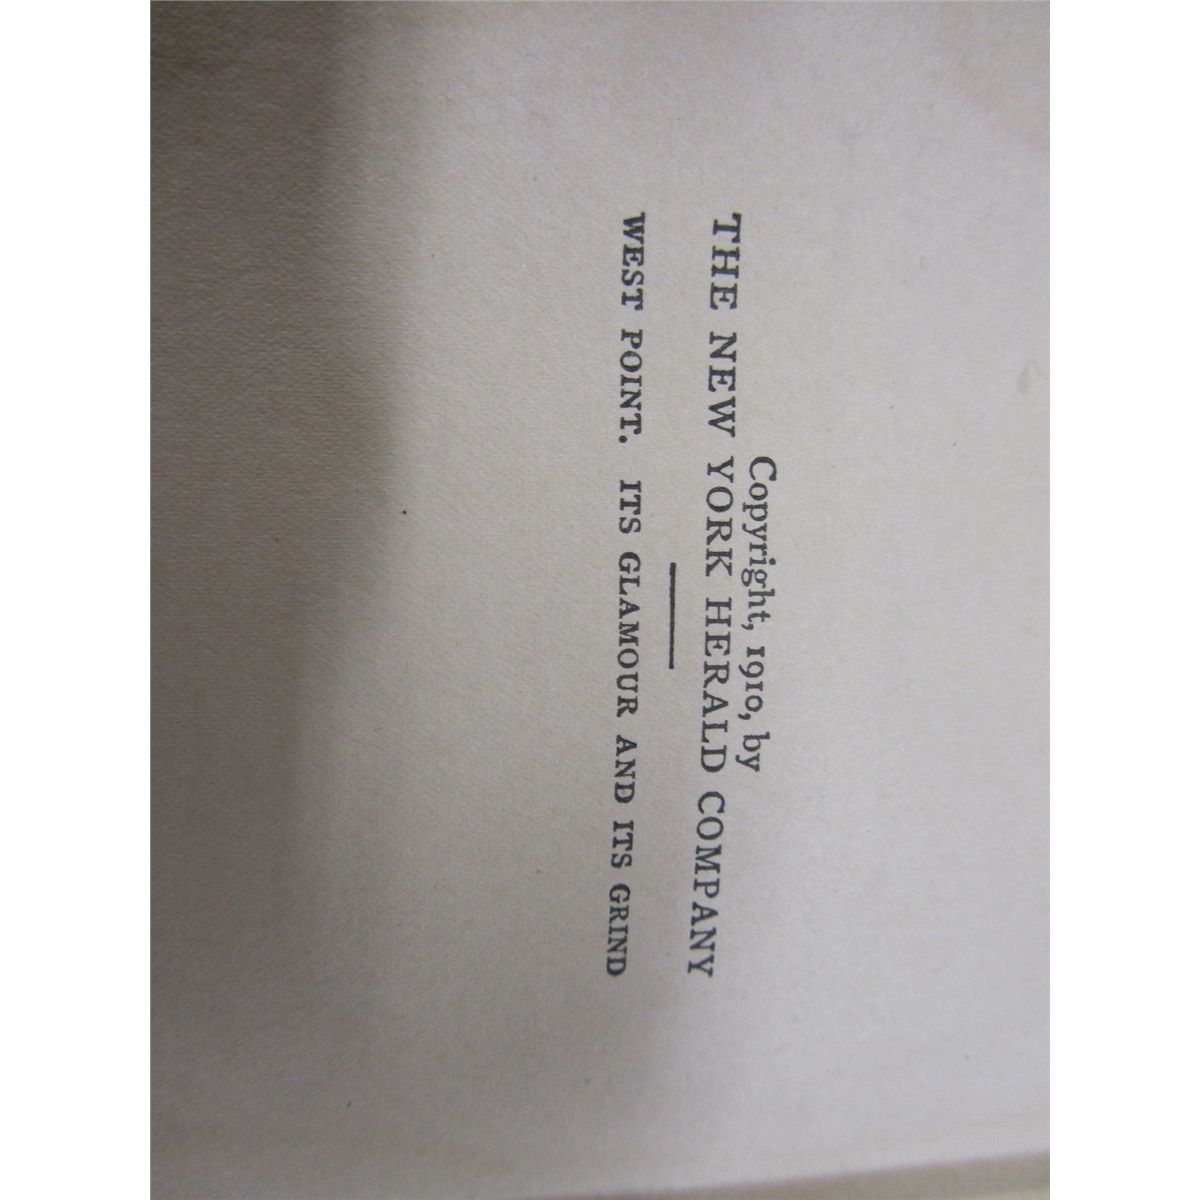 Copyright, 1910, by
THE NEW YORK HERALD COMPANY
WEST POINT. ITS GLAMOUR AND ITS GRIND